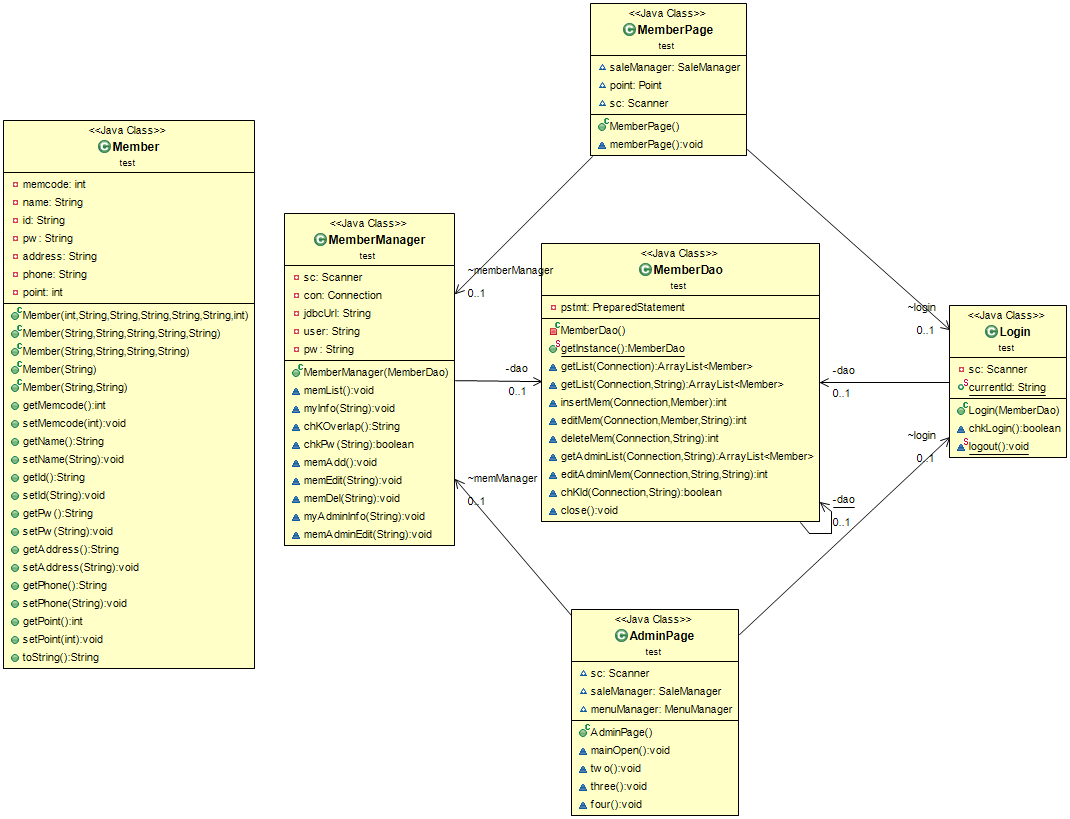 <<Java Class>>
MemberPage
test
saleManager: SaleManager
point: Point
sc: Scanner
MemberPage()
memberPage():void
<<Java Class>>
Member
test
memcode: int
name: String
id: String
pw: String
address: String
phone: String
point: int
Member(int,String,String,String,String,String,int)
Member(String,String,String,String,String)
Member(String,String,String,String)
Member(String)
Member(String,String)
getMemcode():int
setMemcode(int):void
getName():String
setName(String):void
getId():String
setId(String):void
getPw():String
setPw(String):void
getAddress():String
setAddress(String):void
getPhone():String
setPhone(String):void
getPoint():int
setPoint(int):void
toString():String
<<Java Class>>
MemberManager
test
sc: Scanner
con: Connection
jdbcUrl: String
user: String
pw: String
MemberManager(MemberDao)
memList():void
myInfo(String):void
chKOverlap():String
chkPw(String):boolean
memAdd():void
memEdit(String):void
memDel(String):void
myAdminInfo(String):void
memAdminEdit(String):void
~memberManager
0..1
-dao
0..1
~memManager
0..1
<<Java Class>>
MemberDao
test
pstmt: PreparedStatement
MemberDao()
getInstance():MemberDao
getList(Connection):ArrayList<Member>
getList(Connection,String):ArrayList<Member>
insertMem(Connection,Member):int
editMem(Connection,Member,String):int
deleteMem(Connection,String):int
getAdminList(Connection,String):ArrayList<Member>
editAdminMem(Connection,String,String):int
chKId(Connection,String):boolean
close():void
-dao
0..1
-dao
0..1
~login
0..1
~login
0..1
<<Java Class>>
Login
test
sc: Scanner
currentId: String
Login(MemberDao)
chkLogin():boolean
logout():void
<<Java Class>>
AdminPage
test
sc: Scanner
saleManager: SaleManager
menuManager: MenuManager
AdminPage()
mainOpen():void
two():void
three():void
four():void